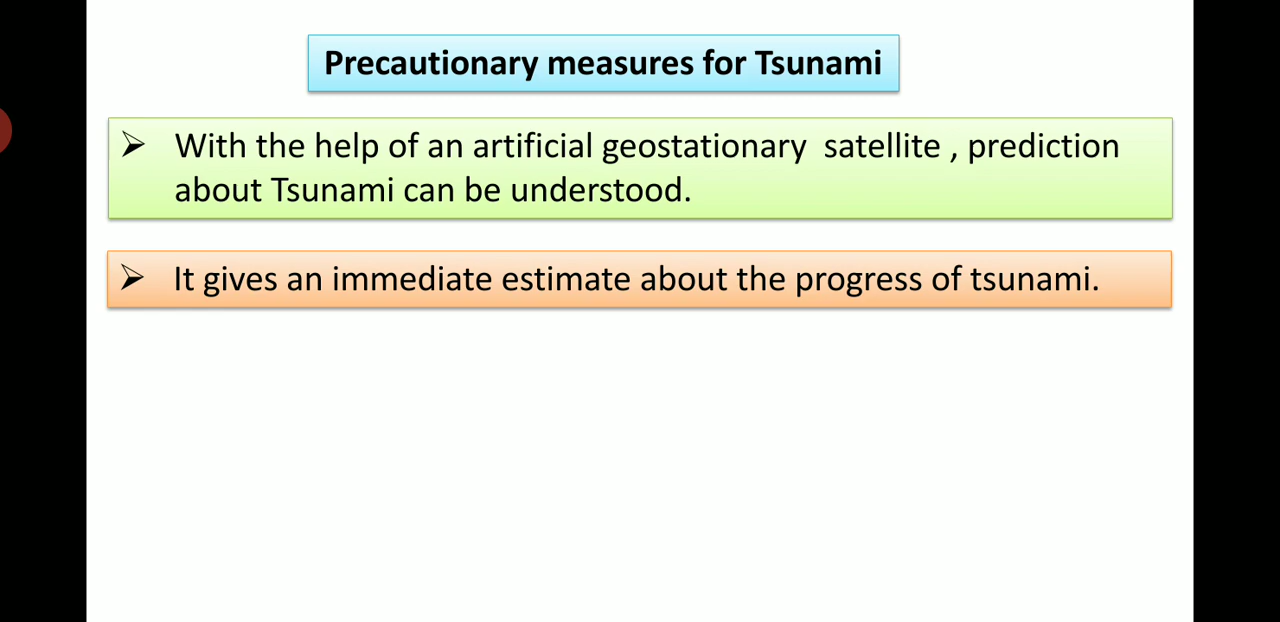 Precautionary measures for Tsunami
➢ With the help of an artificial geostationary  satellite , prediction
about Tsunami can be understood.
➢ It gives an immediate estimate about the progress of tsunami.